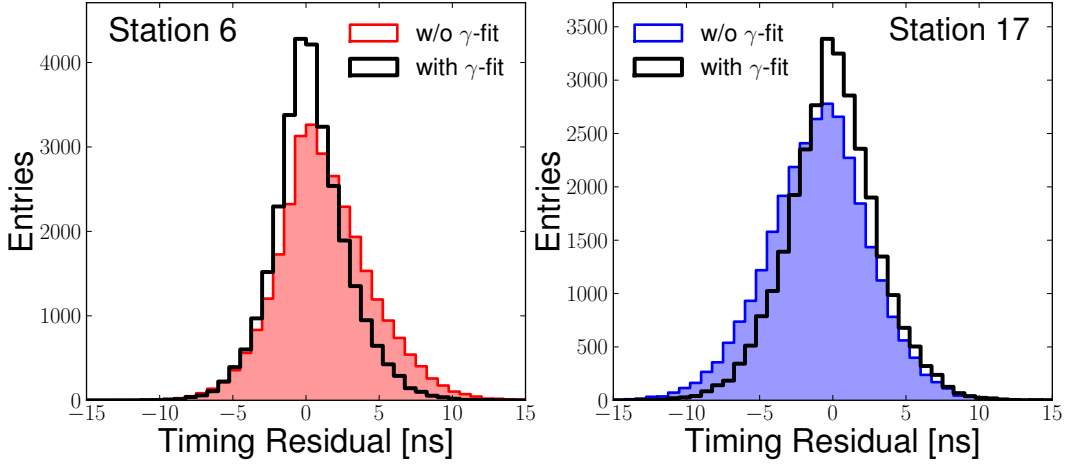 Station 6
w/o γ-fit
with γ-fit
4000
3000
2000
1000
0
Entries
−15
−10
−5
0
5
10
15
Timing Residual [ns]
w/o γ-fit
with γ-fit
Station 17
3500
3000
2500
2000
1500
1000
500
0
Entries
−15
−10
−5
0
5
10
15
Timing Residual [ns]